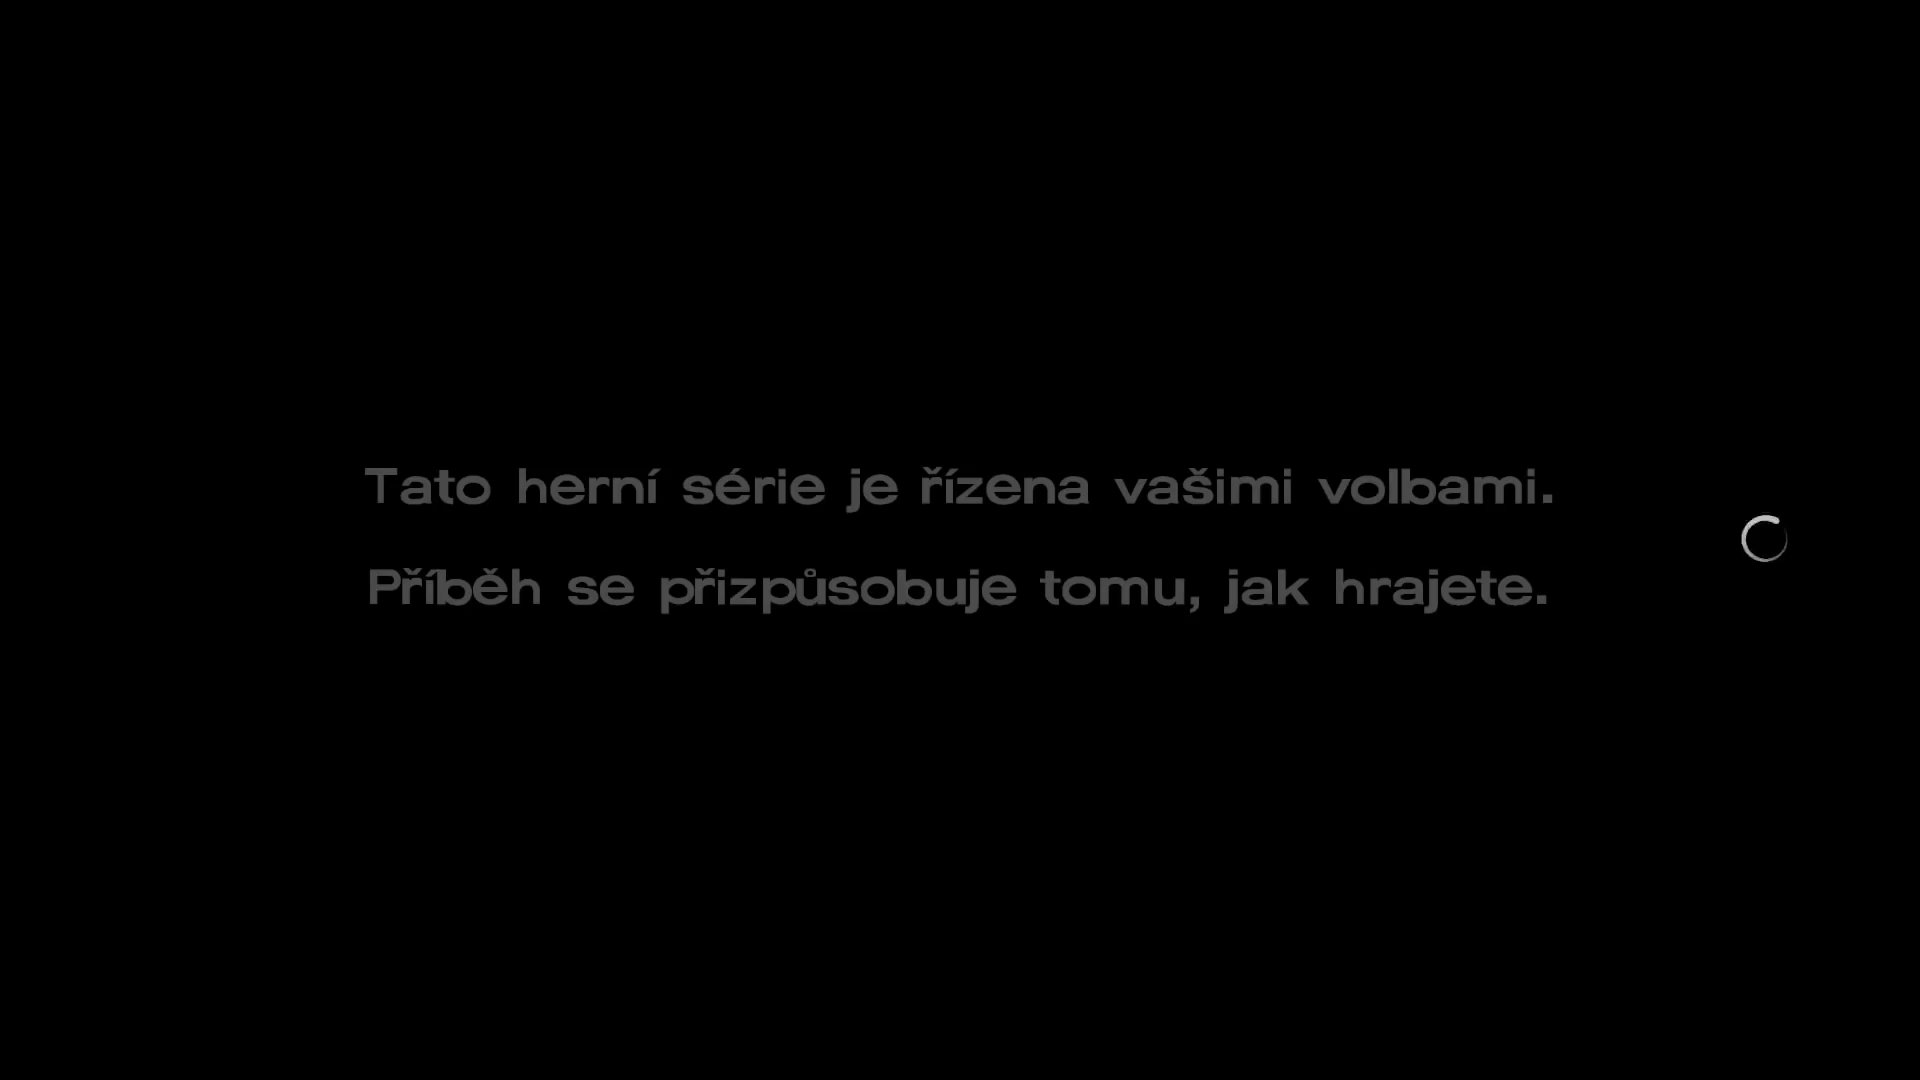 Tato herní série je řízena vašimi volbami.
Příběh se přizpůsobuje tomu, jak hrajete.